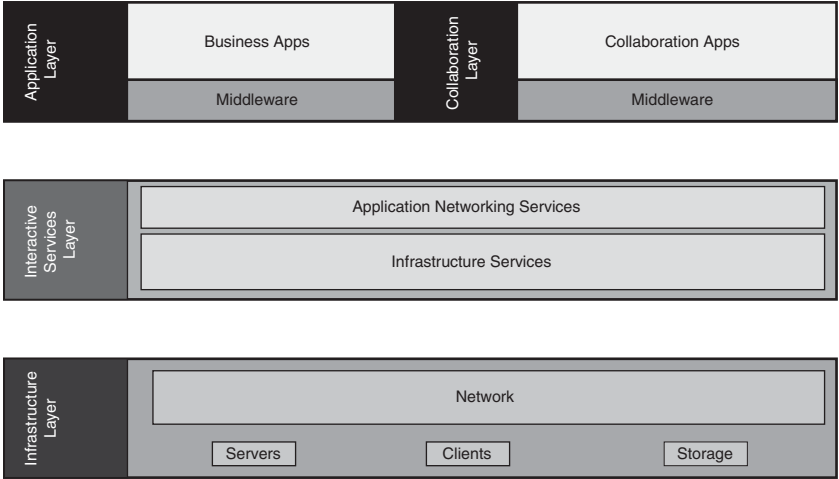 Application
Layer
Business Apps
Middleware
Collaboration
Layer
Collaboration Apps
Middleware
Interactive
Services
Layer
Application Networking Services
Infrastructure Services
Infrastructure
Layer
Network
Servers
Clients
Storage